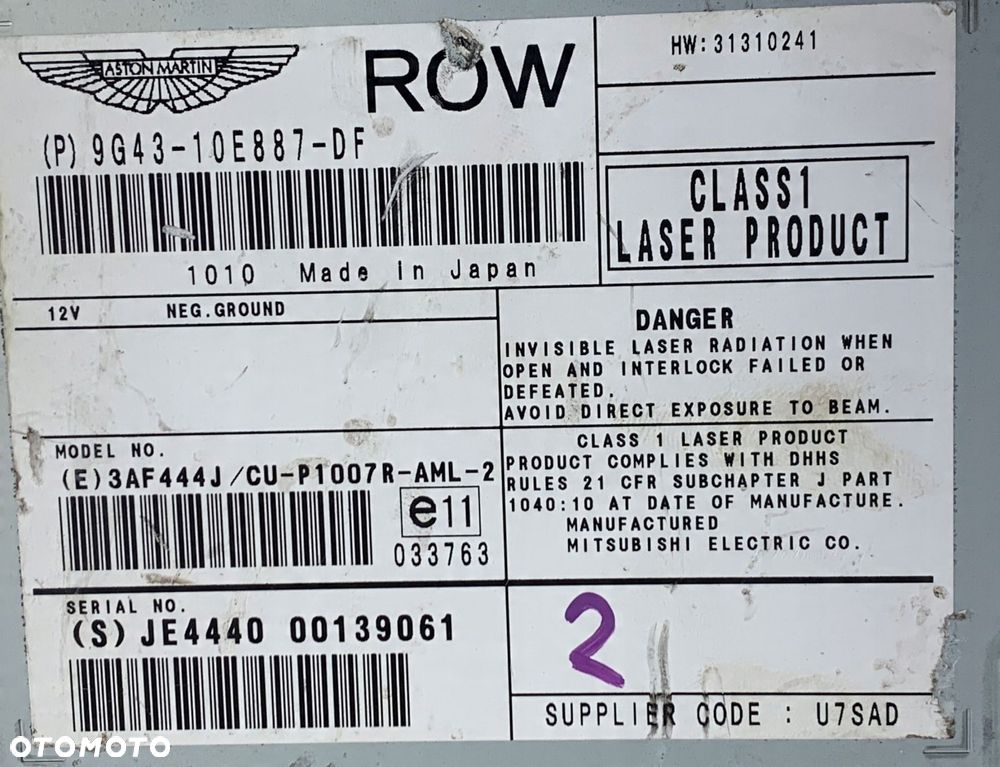 ASTON MARTIN
ROW
HW:31310241
(P) 9G43-10E887-DF
CLASS1
LASER PRODUCT
1010 Made in Japan
12V NEG.GROUND
DANGER
INVISIBLE LASER RADIATION WHEN
OPEN AND INTERLOCK FAILED OR
DEFEATED.
AVOID DIRECT EXPOSURE TO BEAM.
MODEL NO.
(E)3AF444J/CU-P1007R-AML-2
e11
033763
CLASS 1 LASER PRODUCT
PRODUCT COMPLIES WITH DHHS
RULES 21 CFR SUBCHAPTER J PART
1040:10 AT DATE OF MANUFACTURE.
MANUFACTURED
MITSUBISHI ELECTRIC CO.
SERIAL NO.
(S) JE4440 00139061
2
SUPPLIER CODE : U7SAD
OTOMOTO